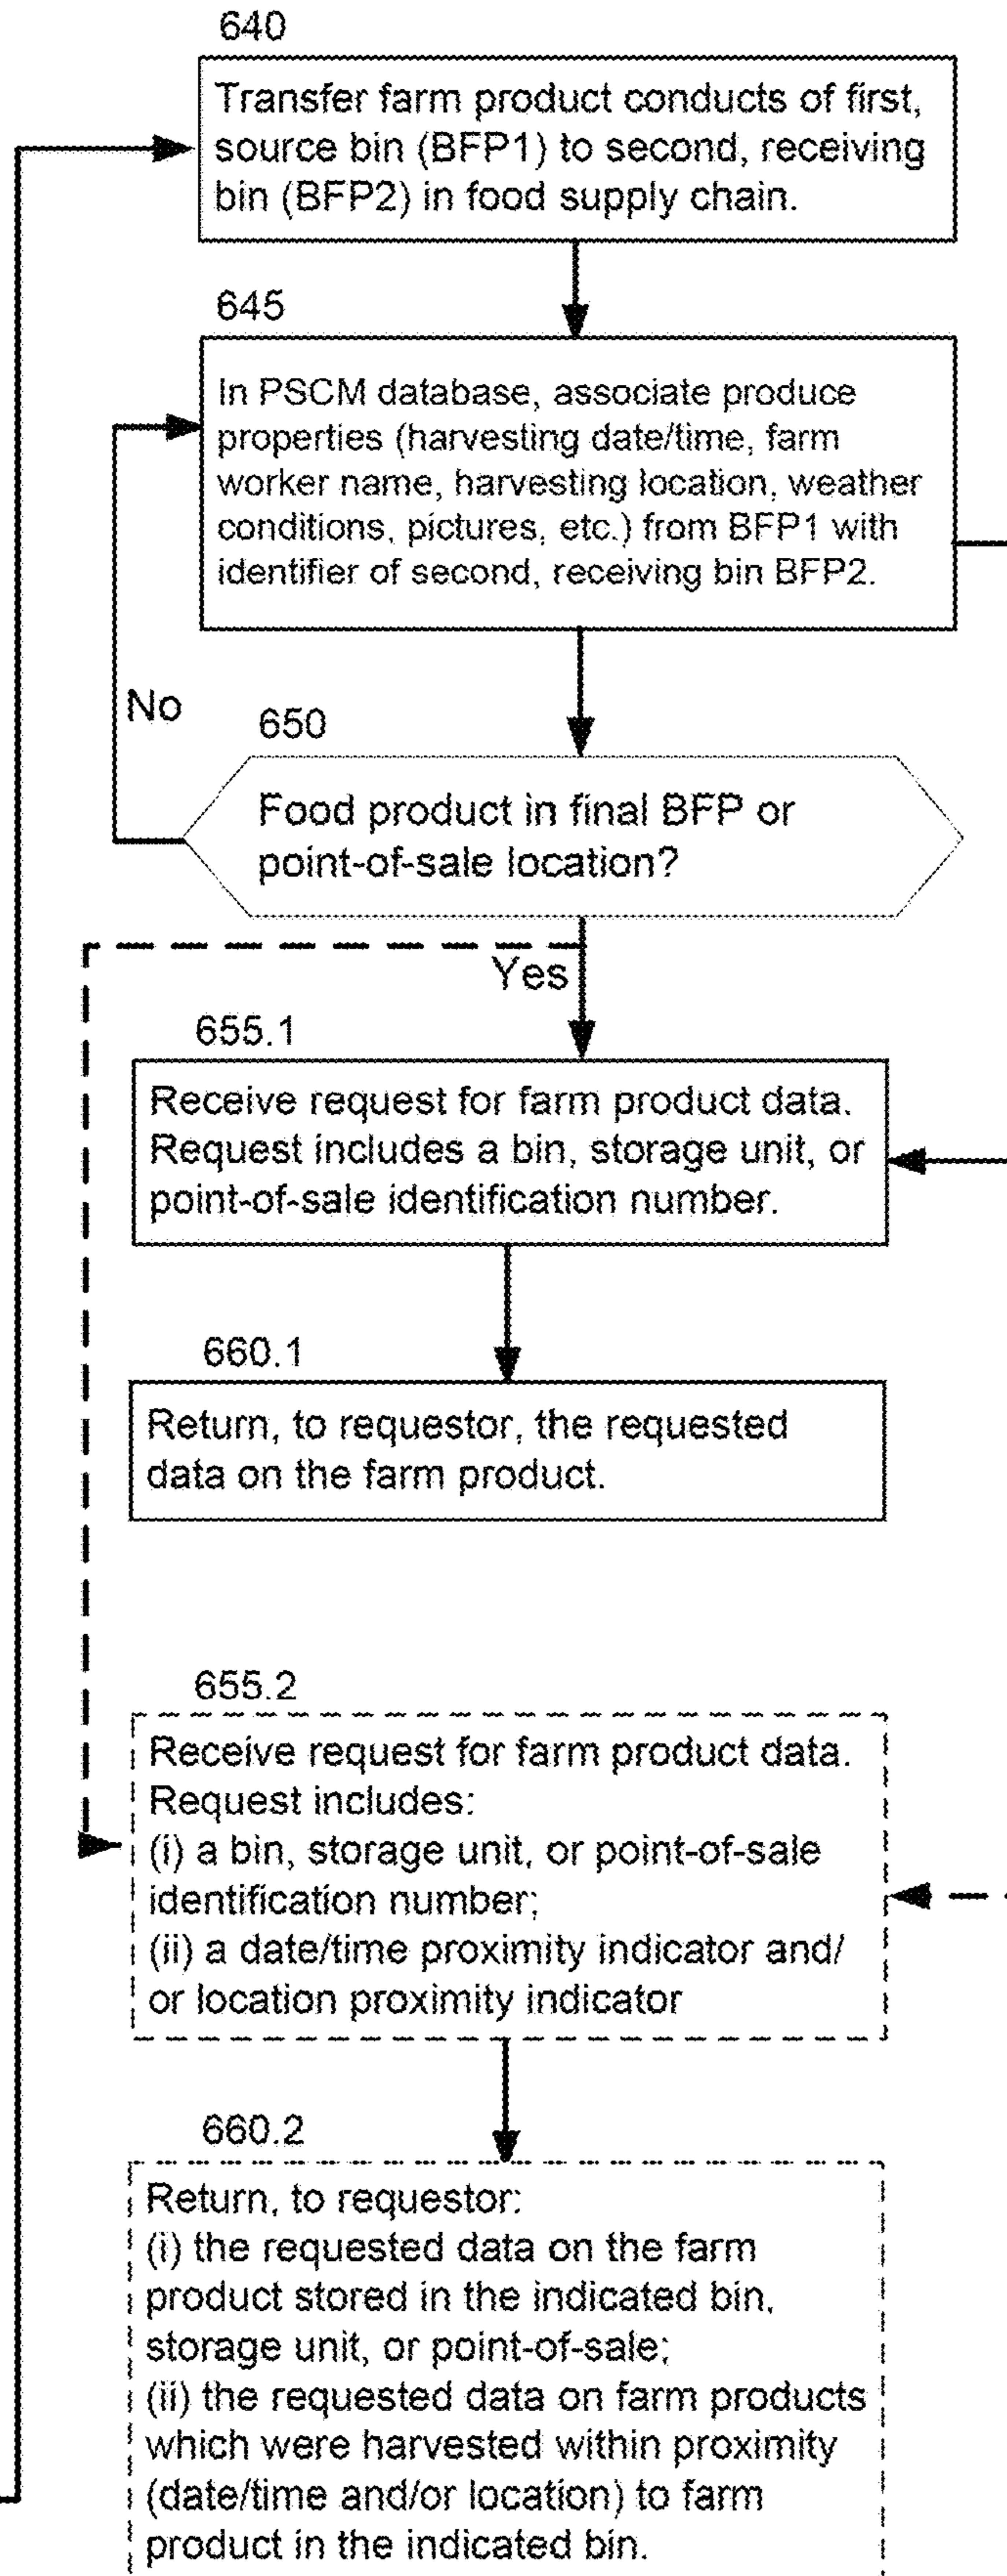 640
Transfer farm product conducts of first,
source bin (BFP1) to second, receiving
bin (BFP2) in food supply chain.
645
In PSCM database, associate produce
properties (harvesting date/time, farm
worker name, harvesting location, weather
conditions, pictures, etc.) from BFP1 with
identifier of second, receiving bin BFP2.
No
650
Food product in final BFP or
point-of-sale location?
Yes
655.1
Receive request for farm product data.
Request includes a bin, storage unit, or
point-of-sale identification number.
660.1
Return, to requestor, the requested
data on the farm product.
655.2
Receive request for farm product data.
Request includes:
(i) a bin, storage unit, or point-of-sale
identification number;
(ii) a date/time proximity indicator and/
or location proximity indicator
660.2
Return, to requestor:
(i) the requested data on the farm
product stored in the indicated bin,
storage unit, or point-of-sale;
(ii) the requested data on farm products
which were harvested within proximity
(date/time and/or location) to farm
product in the indicated bin.